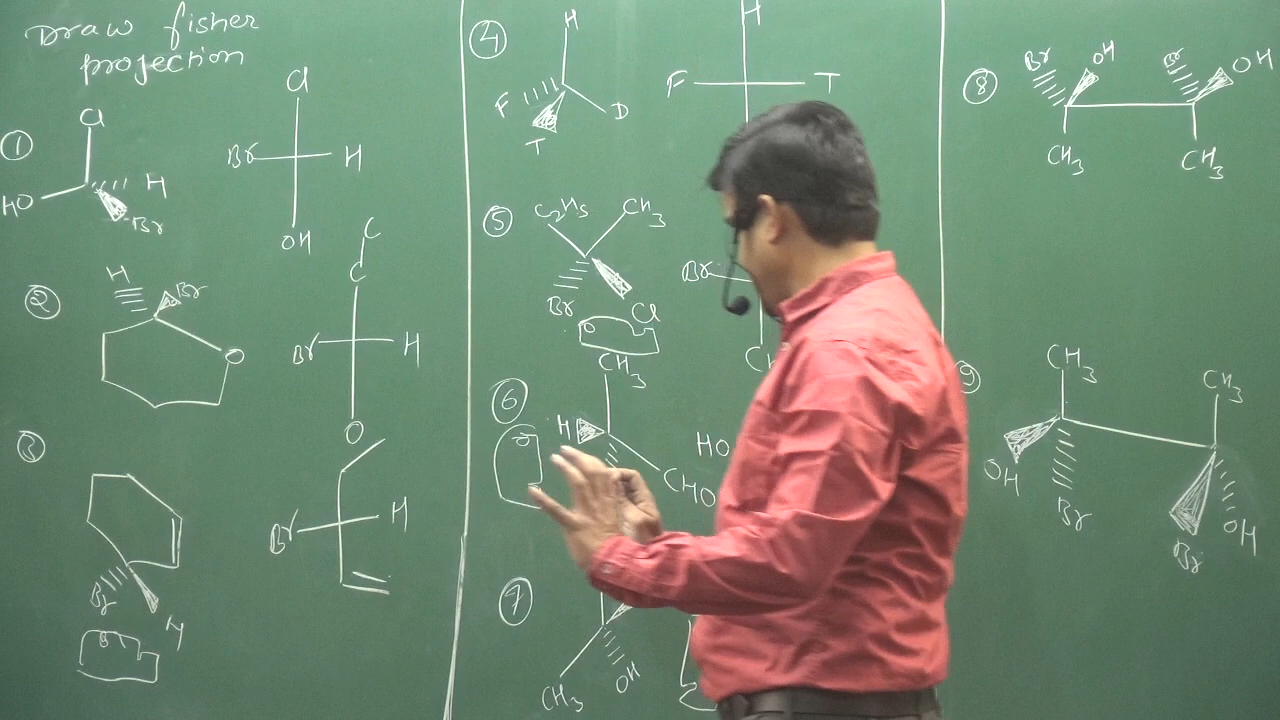 Draw fisher
projection
①
Cl
HO
H
Br
Cl
Br H
OH
②
H
Br
O
C
C
Br H
O
③
Br
H
Br H
④
H
F
D
T
H
F T
⑤
C2H5 CH3
Br
Cl
Br
⑥
CH3
H
CHO
HO
⑦
CH3
OH
⑧
Br OH Br OH
CH3 CH3
⑨
CH3 CH3
OH
Br
Br
OH